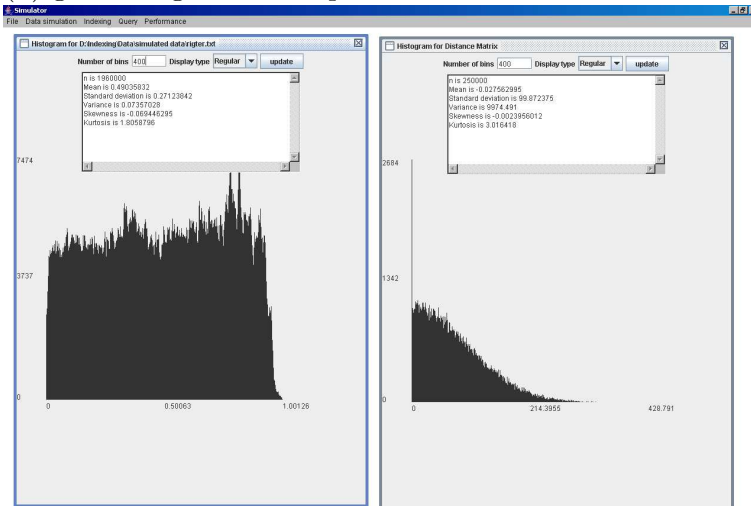 Simulator
File Data simulation Indexing Query Performance
Histogram for D:\Indexing\Data\simulated data\rigter.txt
Number of bins 400 Display type Regular update
n is 1960000
Mean is 0.49035832
Standard deviation is 0.27123842
Variance is 0.07357028
Skewness is -0.069446295
Kurtosis is 1.8058796
7474
3737
0
0 0.50063 1.00126
Histogram for Distance Matrix
Number of bins 400 Display type Regular update
n is 250000
Mean is -0.027562995
Standard deviation is 99.872375
Variance is 9974.491
Skewness is -0.0023956012
Kurtosis is 3.016418
2684
1342
0
0 214.3955 428.791